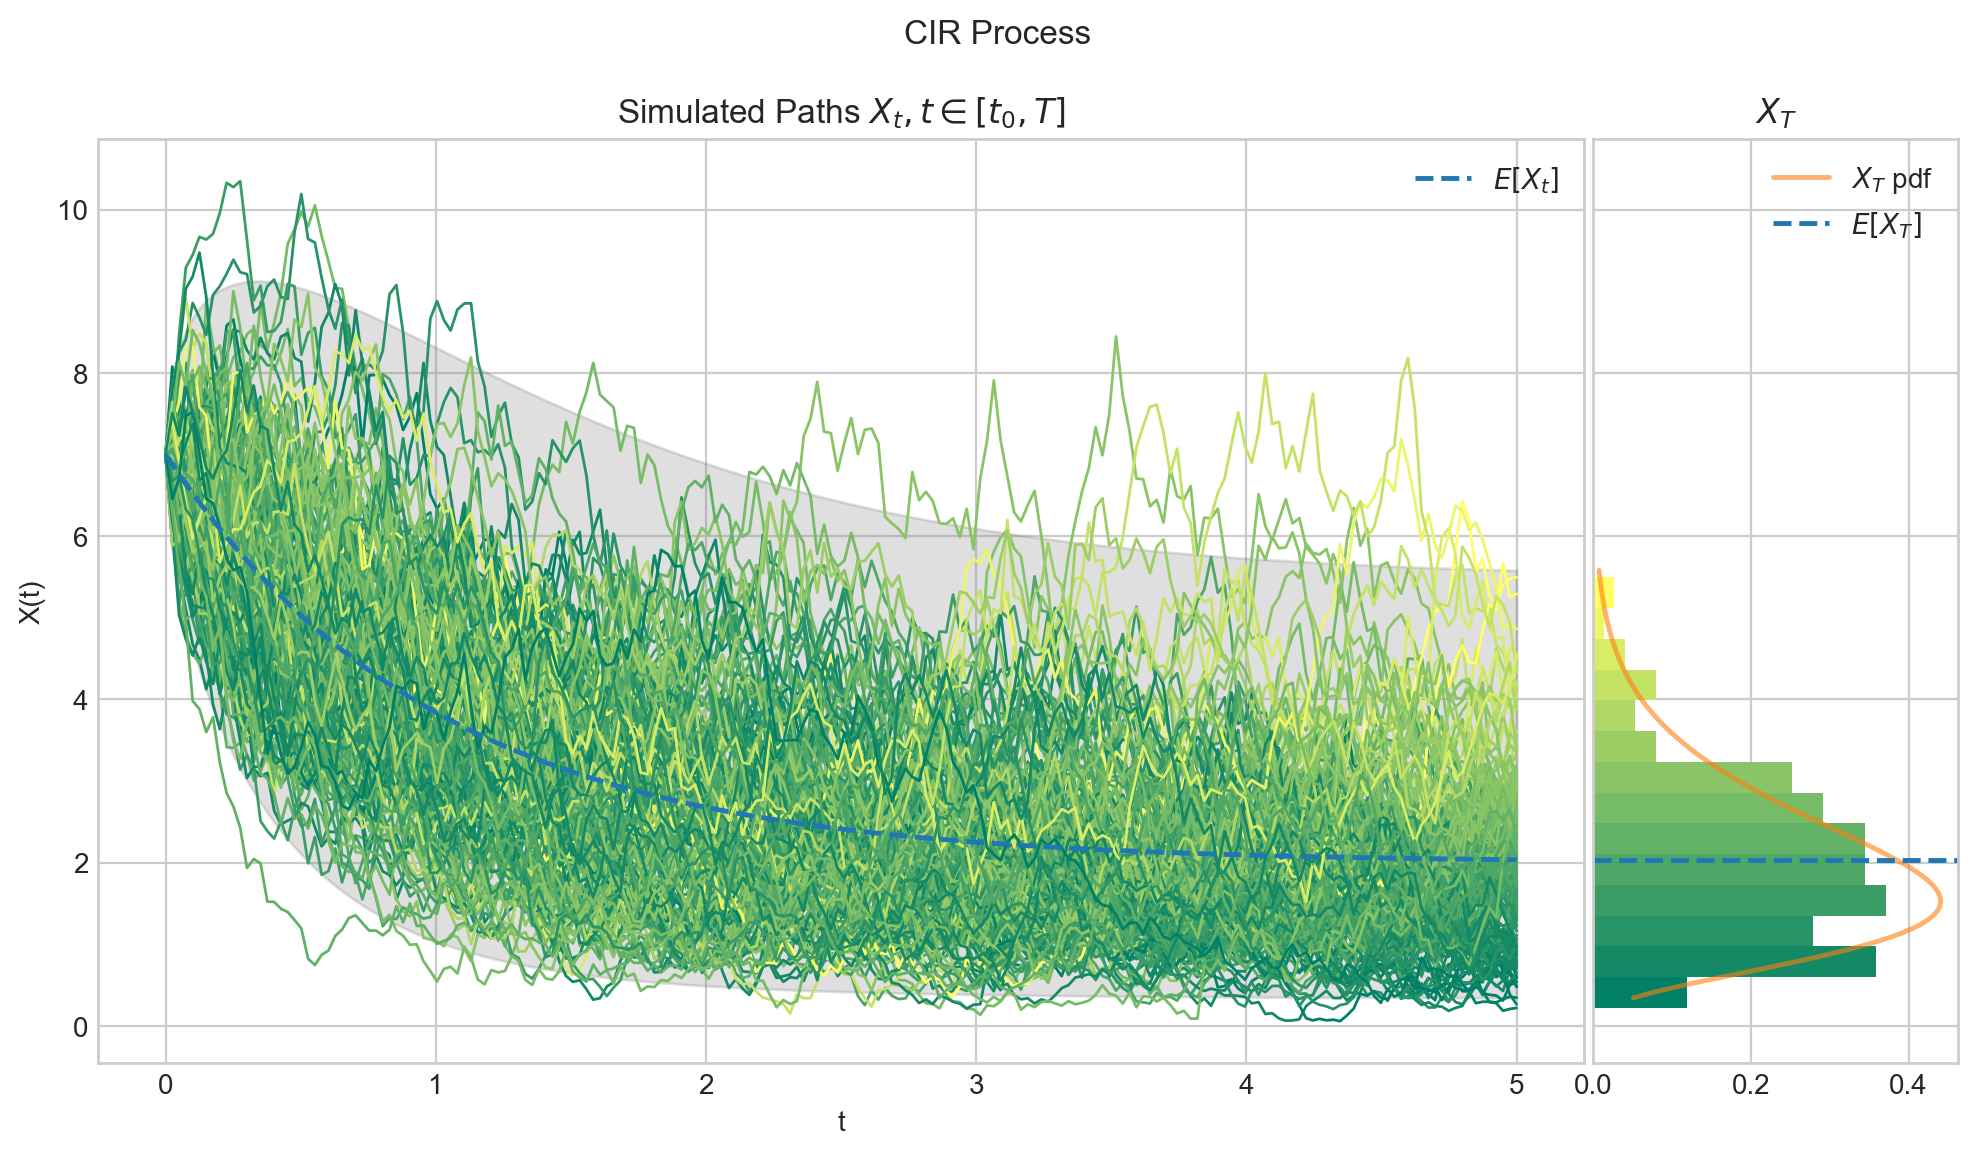 CIR Process
Simulated Paths $X_t, t \in [t_0, T]$
$X_T$
$E[X_t]$
$X_T$ pdf
$E[X_T]$
10
8
6
4
2
0
X(t)
0 1 2 3 4 5
t
0.0 0.2 0.4